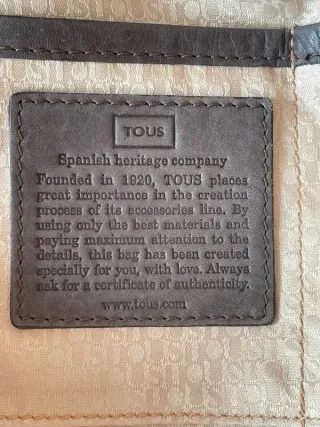 TOUS
Spanish heritage company
Founded in 1920, TOUS places
great importance in the creation
process of its accessories line. By
using only the best materials and
paying maximum attention to the
details, this bag has been created
specially for you, with love. Always
ask for a certificate of authenticity.
www.tous.com